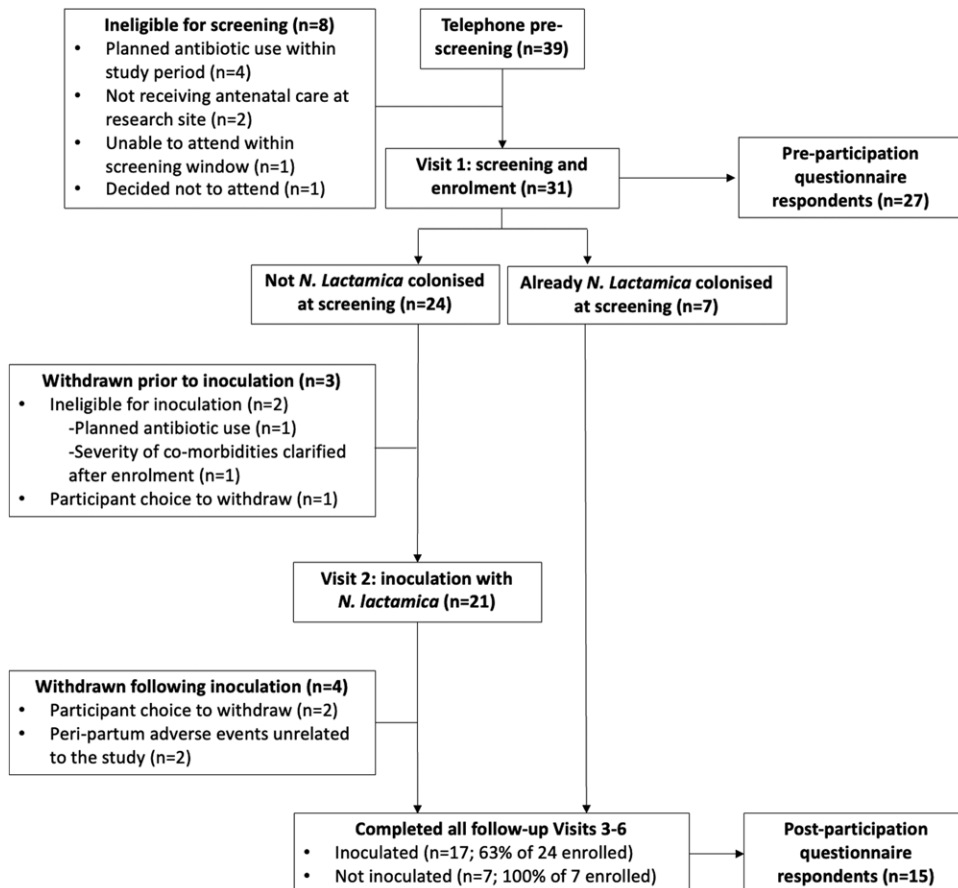 Ineligible for screening (n=8)
• Planned antibiotic use within
study period (n=4)
• Not receiving antenatal care at
research site (n=2)
• Unable to attend within
screening window (n=1)
• Decided not to attend (n=1)
Telephone pre-
screening (n=39)
Visit 1: screening and
enrolment (n=31)
Pre-participation
questionnaire
respondents (n=27)
Not N. Lactamica colonised
at screening (n=24)
Already N. Lactamica colonised
at screening (n=7)
Withdrawn prior to inoculation (n=3)
• Ineligible for inoculation (n=2)
-Planned antibiotic use (n=1)
-Severity of co-morbidities clarified
after enrolment (n=1)
• Participant choice to withdraw (n=1)
Visit 2: inoculation with
N. lactamica (n=21)
Withdrawn following inoculation (n=4)
• Participant choice to withdraw (n=2)
• Peri-partum adverse events unrelated
to the study (n=2)
Completed all follow-up Visits 3-6
• Inoculated (n=17; 63% of 24 enrolled)
• Not inoculated (n=7; 100% of 7 enrolled)
Post-participation
questionnaire
respondents (n=15)